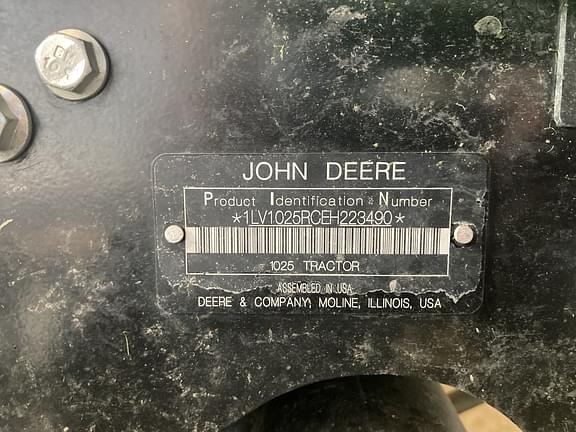 JOHN DEERE
Product Identification Number
*1LV1025RCEH223490*
1025 TRACTOR
ASSEMBLED IN USA
DEERE & COMPANY, MOLINE, ILLINOIS, USA